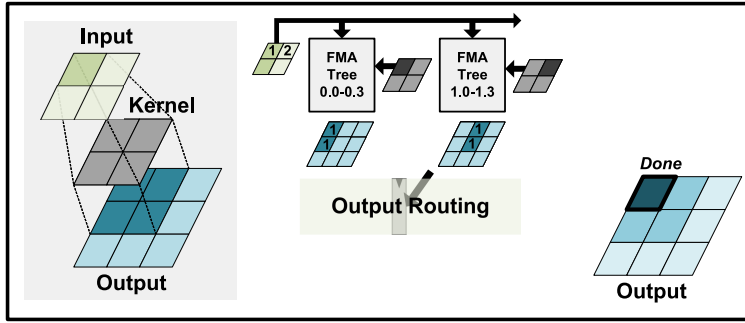 Input
Kernel
Output
1 2
FMA
Tree
0.0-0.3
FMA
Tree
1.0-1.3
1
1
1
1
Output Routing
Done
Output